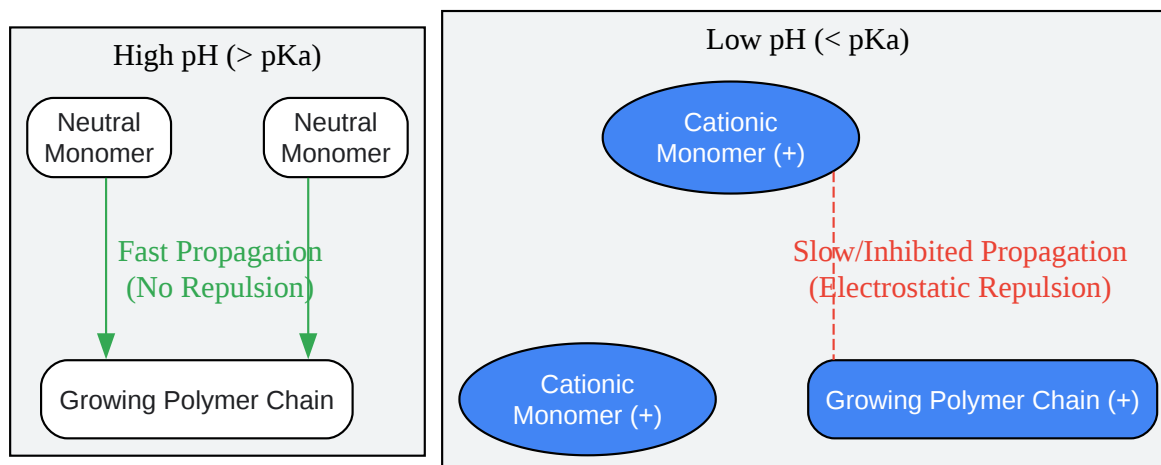 High pH (> pKa)
Neutral
Monomer
Neutral
Monomer
Fast Propagation
(No Repulsion)
Growing Polymer Chain
Low pH (< pKa)
Cationic
Monomer (+)
Slow/Inhibited Propagation
(Electrostatic Repulsion)
Cationic
Monomer (+)
Growing Polymer Chain (+)